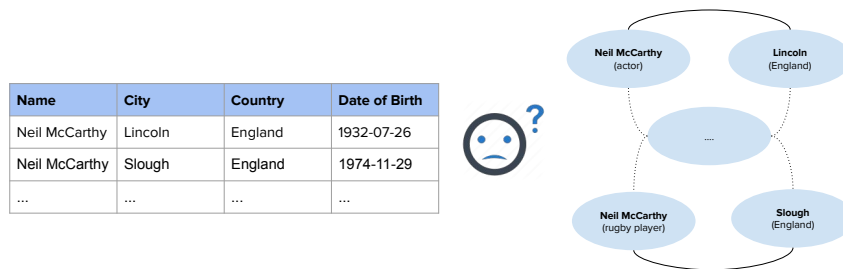 Name City Country Date of Birth
Neil McCarthy Lincoln England 1932-07-26
Neil McCarthy Slough England 1974-11-29
... ... ... ...
?
Neil McCarthy
(actor)
Lincoln
(England)
....
Neil McCarthy
(rugby player)
Slough
(England)